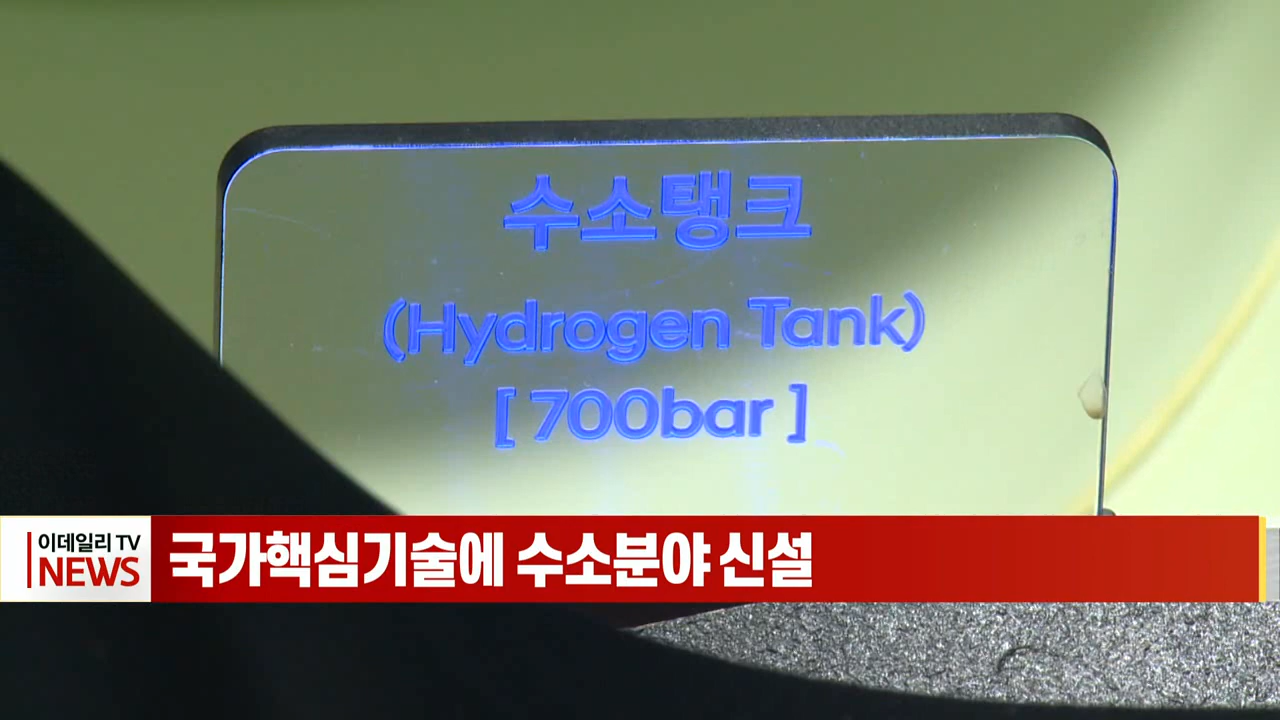 수소탱크
(Hydrogen Tank)
[ 700bar ]
이데일리 TV
NEWS
국가핵심기술에 수소분야 신설